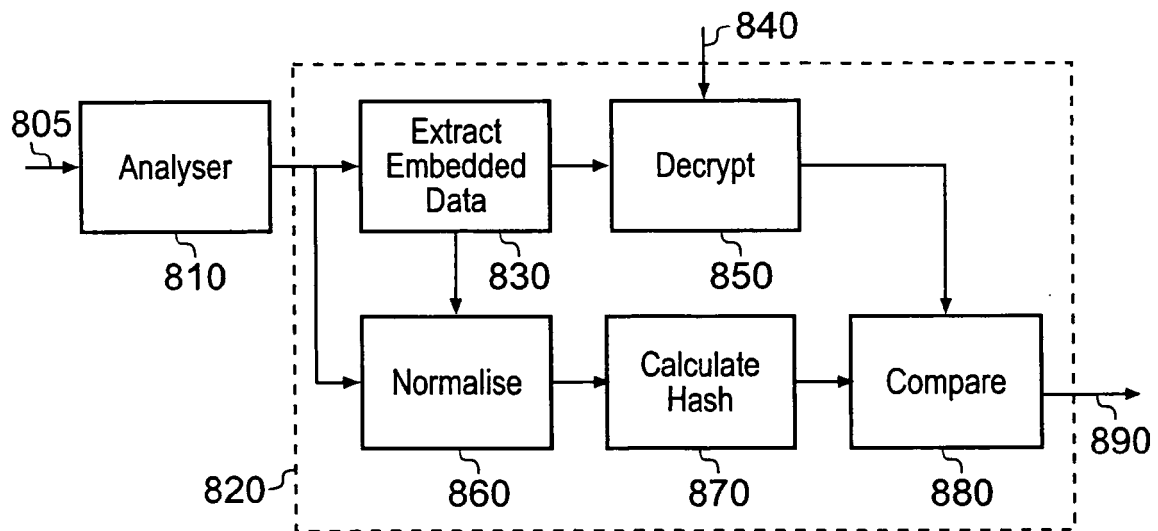 840
805
Analyser
Extract
Embedded
Data
Decrypt
810
830
850
Normalise
Calculate
Hash
Compare
890
820
860
870
880